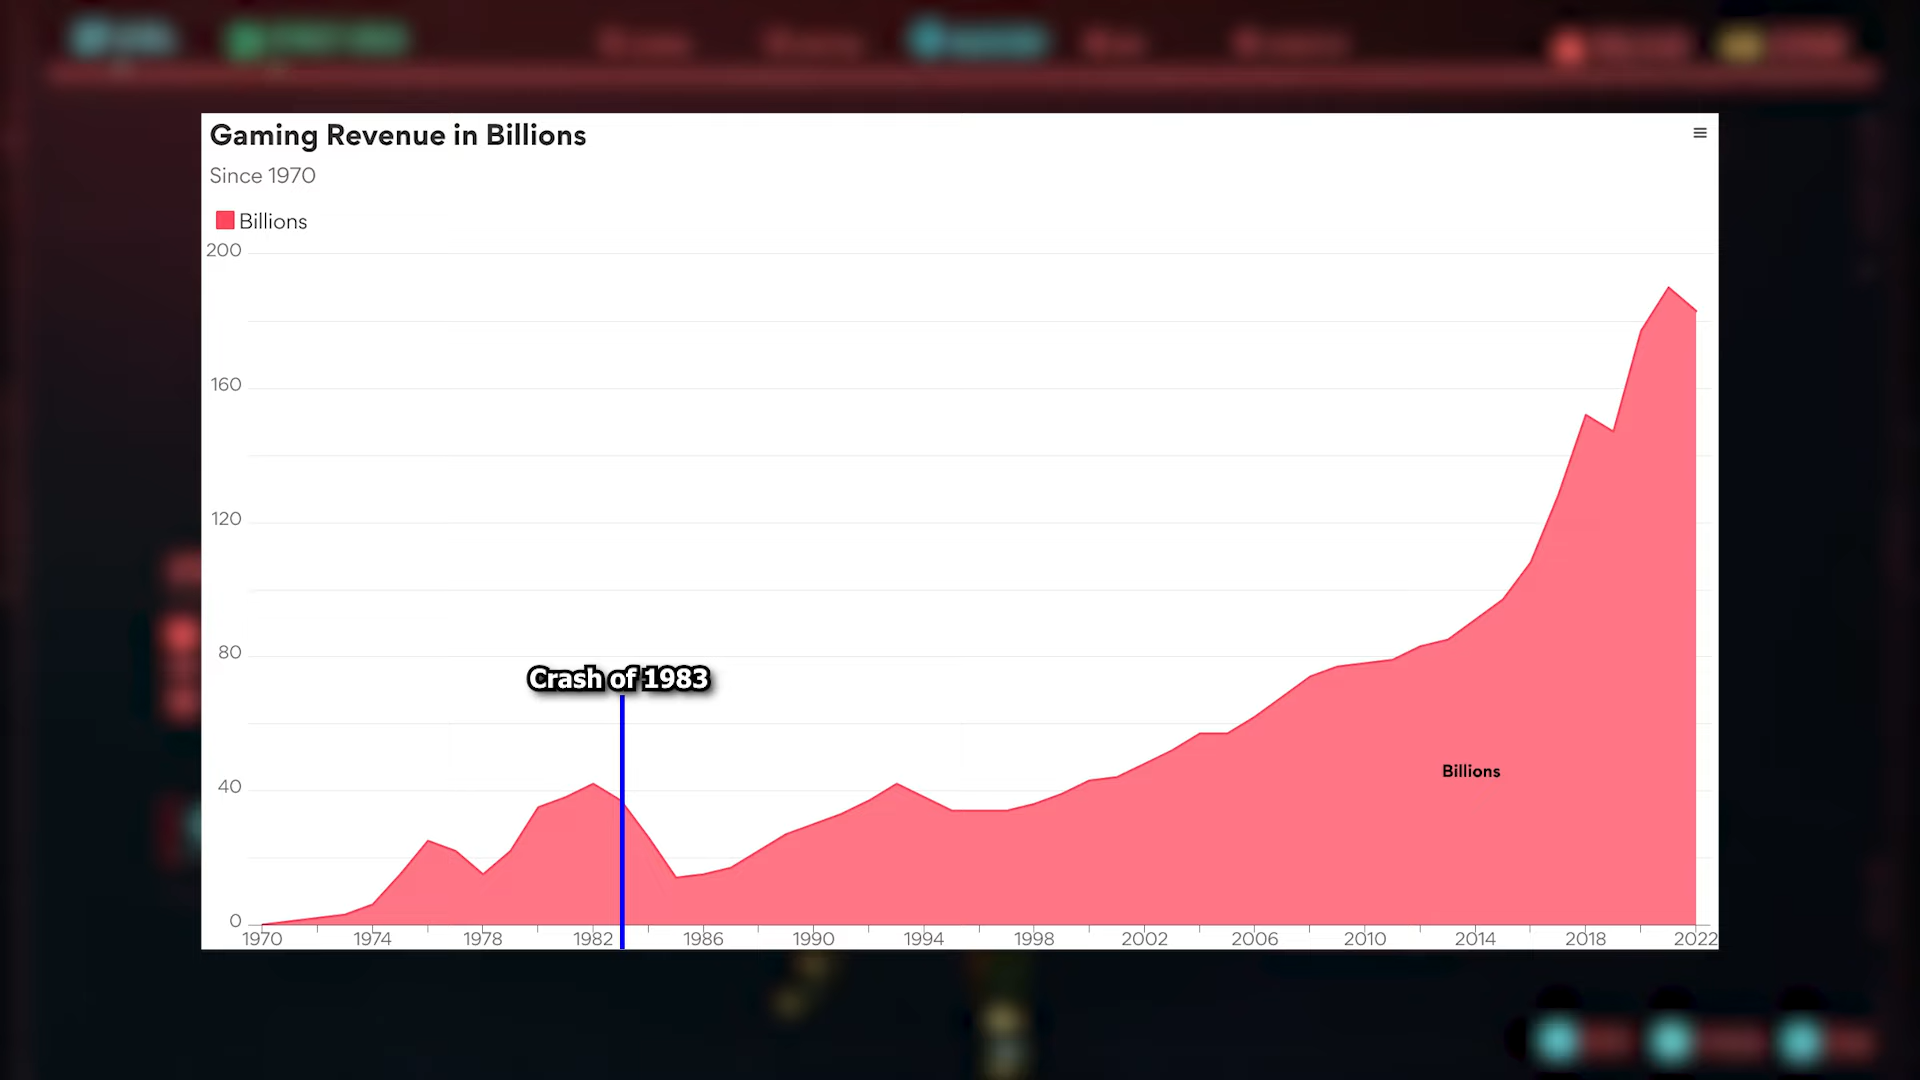 Gaming Revenue in Billions
Since 1970
Billions
200
160
120
80
Crash of 1983
Billions
40
0
1970 1974 1978 1982 1986 1990 1994 1998 2002 2006 2010 2014 2018 2022